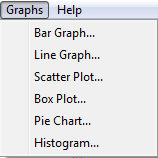 Graphs Help
Bar Graph...
Line Graph...
Scatter Plot...
Box Plot...
Pie Chart...
Histogram...